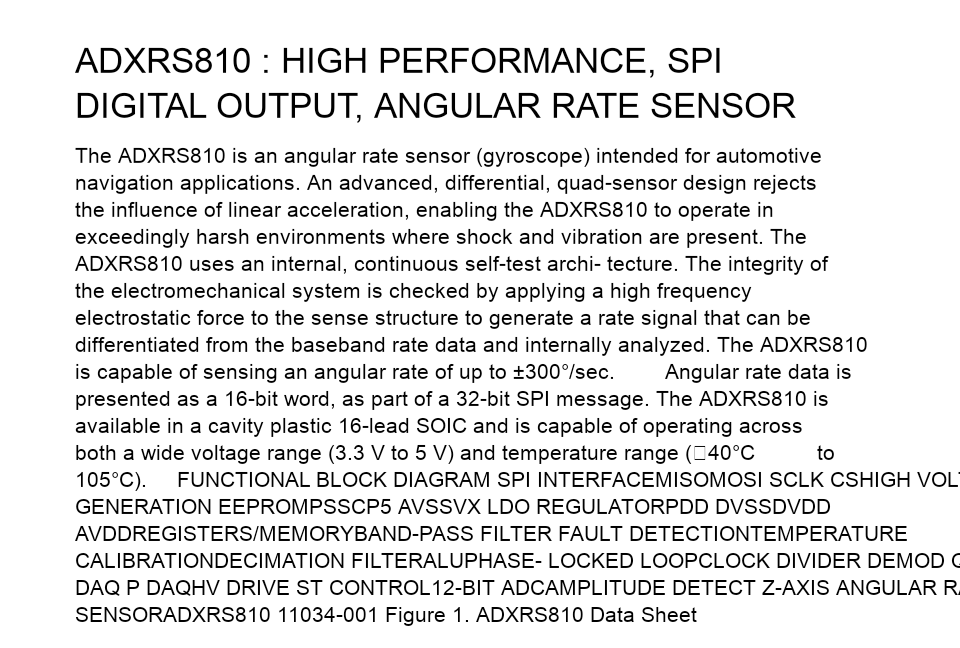 ADXRS810 : HIGH PERFORMANCE, SPI
DIGITAL OUTPUT, ANGULAR RATE SENSOR
The ADXRS810 is an angular rate sensor (gyroscope) intended for automotive
navigation applications. An advanced, differential, quad-sensor design rejects
the influence of linear acceleration, enabling the ADXRS810 to operate in
exceedingly harsh environments where shock and vibration are present. The
ADXRS810 uses an internal, continuous self-test archi- tecture. The integrity of
the electromechanical system is checked by applying a high frequency
electrostatic force to the sense structure to generate a rate signal that can be
differentiated from the baseband rate data and internally analyzed. The ADXRS810
is capable of sensing an angular rate of up to ±300°/sec. Angular rate data is
presented as a 16-bit word, as part of a 32-bit SPI message. The ADXRS810 is
available in a cavity plastic 16-lead SOIC and is capable of operating across
both a wide voltage range (3.3 V to 5 V) and temperature range (□40°C to
105°C). FUNCTIONAL BLOCK DIAGRAM SPI INTERFACEMISOMOSI SCLK CSHIGH
GENERATION EEPROMPSSCP5 AVSSVX LDO REGULATORPDD DVSSDVDD
AVDDREGISTERS/MEMORYBAND-PASS FILTER FAULT DETECTIONTEMPERATURE
CALIBRATIONDECIMATION FILTERALUPHASE- LOCKED LOOPCLOCK DIVIDER DEMOD
DAQ P DAQHV DRIVE ST CONTROL12-BIT ADCAMPLITUDE DETECT Z-AXIS ANGULAR
SENSORADXRS810 11034-001 Figure 1. ADXRS810 Data Sheet